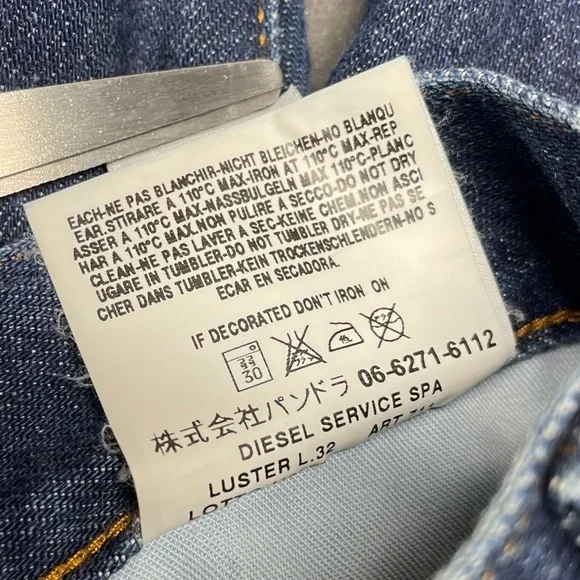 EACH-NE PAS BLANCHIR-NICHT BLEICHEN-NO BLANQU
EAR.STIRARE A 110°C MAX-IRON AT 110°C MAX-REP
ASSER A 110°C MAX-NASSBULGELN MAX 110°C-PLANC
HAR A 110°C MAX.NON PULIRE A SECCO-DO NOT DRY
CLEAN-NE PAS LAVER A SEC-KEINE CHEM.NON ASCI
UGARE IN TUMBLER-DO NOT TUMBLER DRY-NE PAS SE
CHER DANS TUMBLER-KEIN TROCKENSCHLENDERN-NO S
ECAR EN SECADORA.
IF DECORATED DON'T IRON ON
30
株式会社パンドラ 06-6271-6112
DIESEL SERVICE SPA
LUSTER L.32 ART.